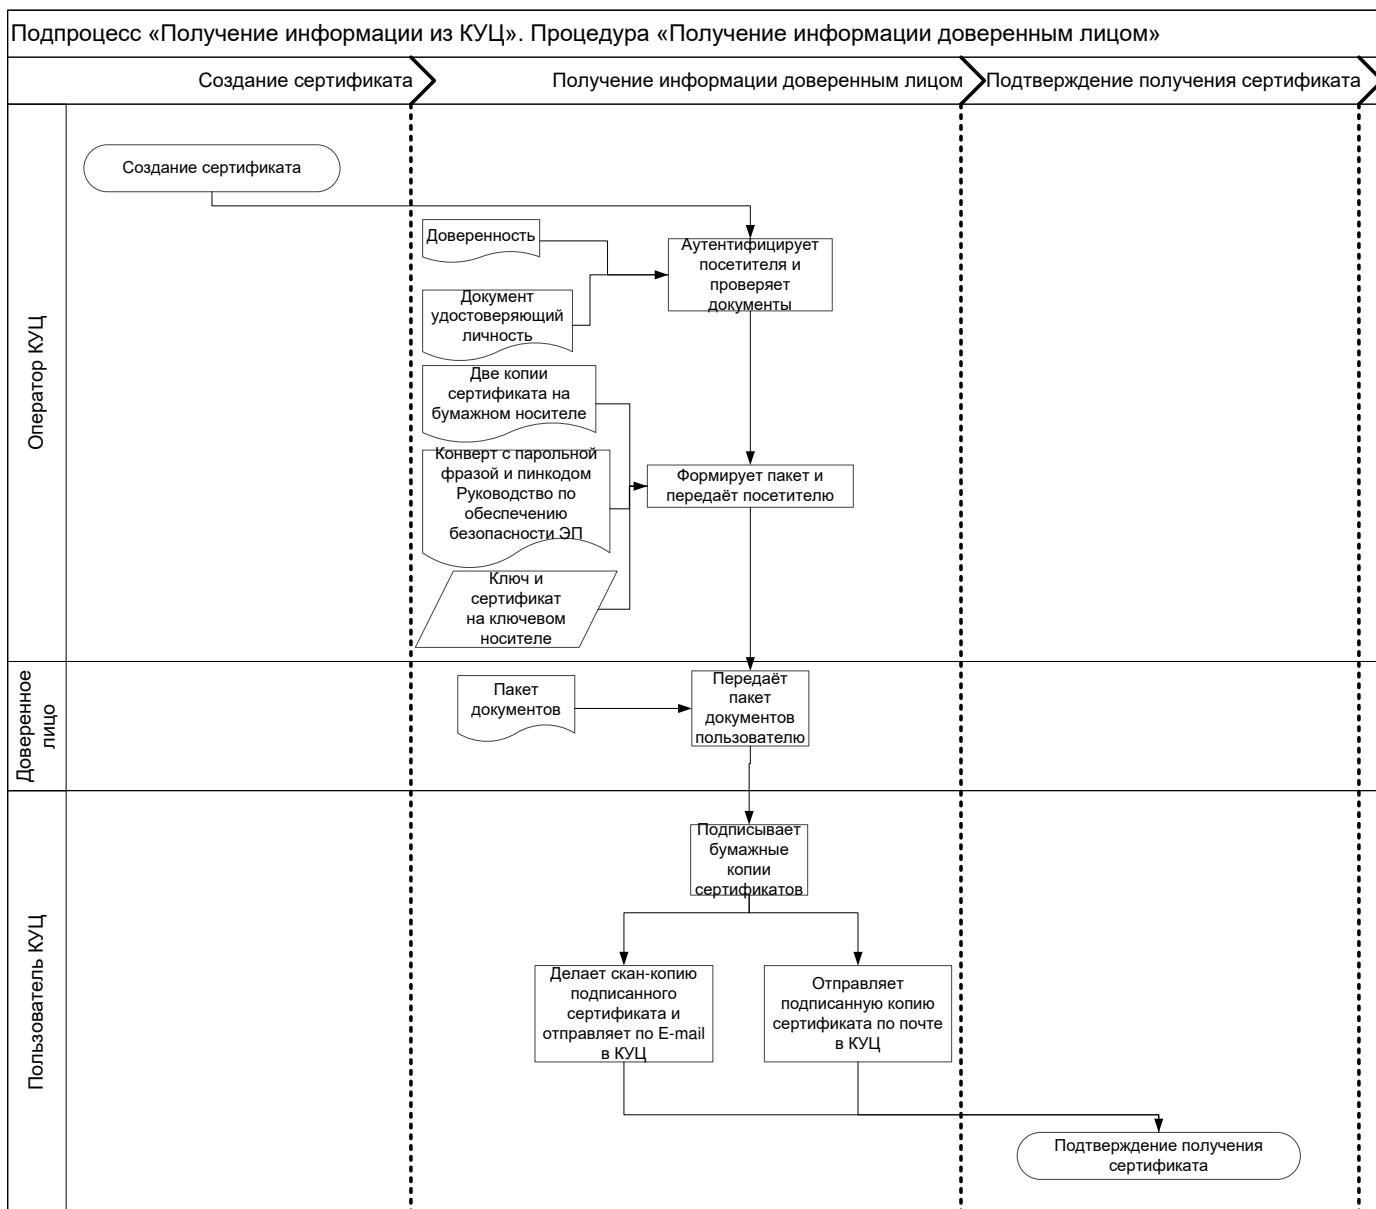 Подпроцесс «Получение информации из КУЦ». Процедура «Получение информации доверенным лицом»
Создание сертификата
Получение информации доверенным лицом
Подтверждение получения сертификата
Оператор КУЦ
Создание сертификата
Доверенность
Аутентифицирует
посетителя и
проверяет
документы
Документ
удостоверяющий
личность
Две копии
сертификата на
бумажном носителе
Конверт с парольной
фразой и пинкодом
Руководство по
обеспечению
безопасности ЭП
Формирует пакет и
передаёт посетителю
Ключ и
сертификат
на ключевом
носителе
Доверенное
лицо
Пакет
документов
Передаёт
пакет
документов
пользователю
Пользователь КУЦ
Подписывает
бумажные
копии
сертификатов
Делает скан-копию
подписанного
сертификата и
отправляет по E-mail
в КУЦ
Отправляет
подписанную копию
сертификата по почте
в КУЦ
Подтверждение получения
сертификата